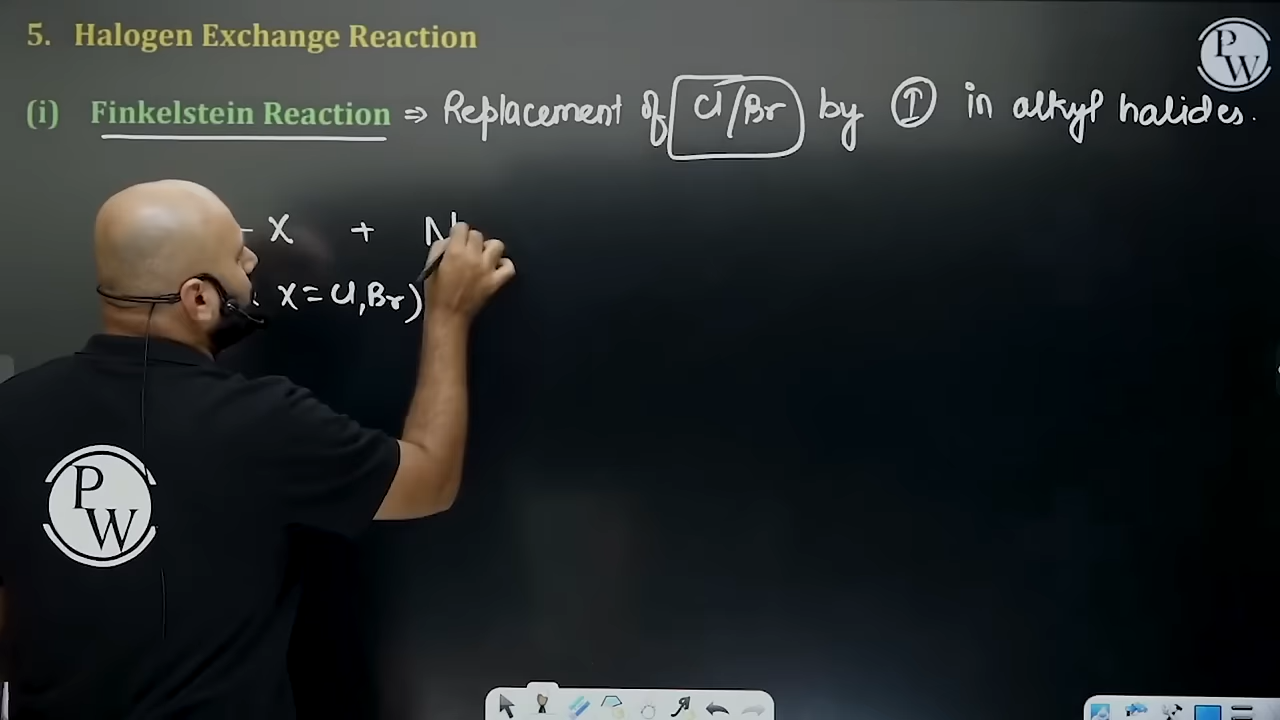 5. Halogen Exchange Reaction
(i) Finkelstein Reaction ⇒ Replacement of Cl/Br by I in alkyl halides.
- X + N
X = Cl, Br)
PW
PW